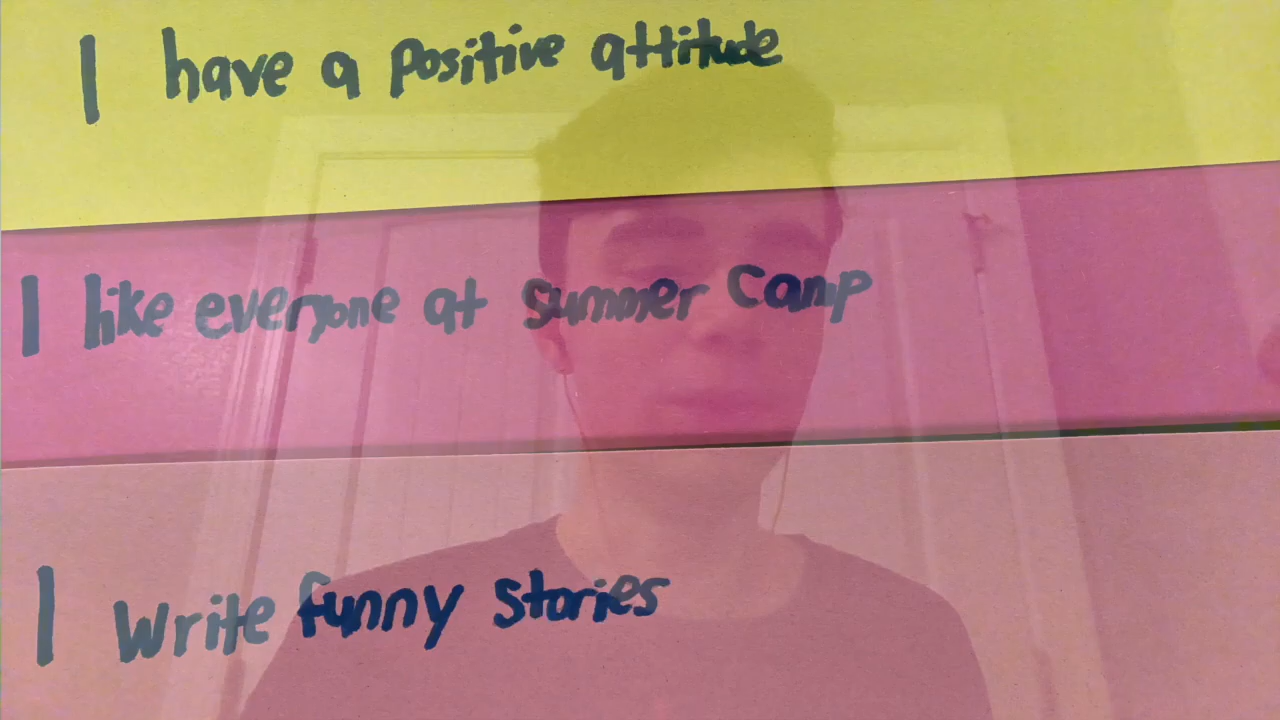 I have a positive attitude
I like everyone at summer Camp
I Write funny stories